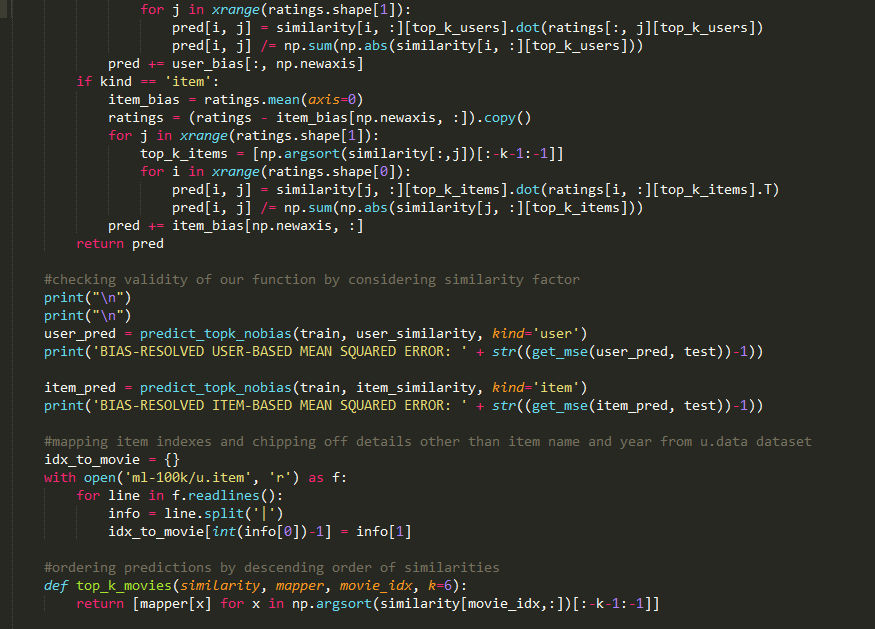 for j in xrange(ratings.shape[1]):
pred[i, j] = similarity[i, :][top_k_users].dot(ratings[:, j][top_k_users])
pred[i, j] /= np.sum(np.abs(similarity[i, :][top_k_users]))
pred += user_bias[:, np.newaxis]
if kind == 'item':
item_bias = ratings.mean(axis=0)
ratings = (ratings - item_bias[np.newaxis, :]).copy()
for j in xrange(ratings.shape[1]):
top_k_items = [np.argsort(similarity[:,j])[:-k-1:-1]]
for i in xrange(ratings.shape[0]):
pred[i, j] = similarity[j, :][top_k_items].dot(ratings[i, :][top_k_items].T)
pred[i, j] /= np.sum(np.abs(similarity[j, :][top_k_items]))
pred += item_bias[np.newaxis, :]
return pred
#checking validity of our function by considering similarity factor
print("\n")
print("\n")
user_pred = predict_topk_nobias(train, user_similarity, kind='user')
print('BIAS-RESOLVED USER-BASED MEAN SQUARED ERROR: ' + str((get_mse(user_pred, test))-1))
item_pred = predict_topk_nobias(train, item_similarity, kind='item')
print('BIAS-RESOLVED ITEM-BASED MEAN SQUARED ERROR: ' + str((get_mse(item_pred, test))-1))
#mapping item indexes and chipping off details other than item name and year from u.data dataset
idx_to_movie = {}
with open('ml-100k/u.item', 'r') as f:
for line in f.readlines():
info = line.split('|')
idx_to_movie[int(info[0])-1] = info[1]
#ordering predictions by descending order of similarities
def top_k_movies(similarity, mapper, movie_idx, k=6):
return [mapper[x] for x in np.argsort(similarity[movie_idx,:])[:-k-1:-1]]